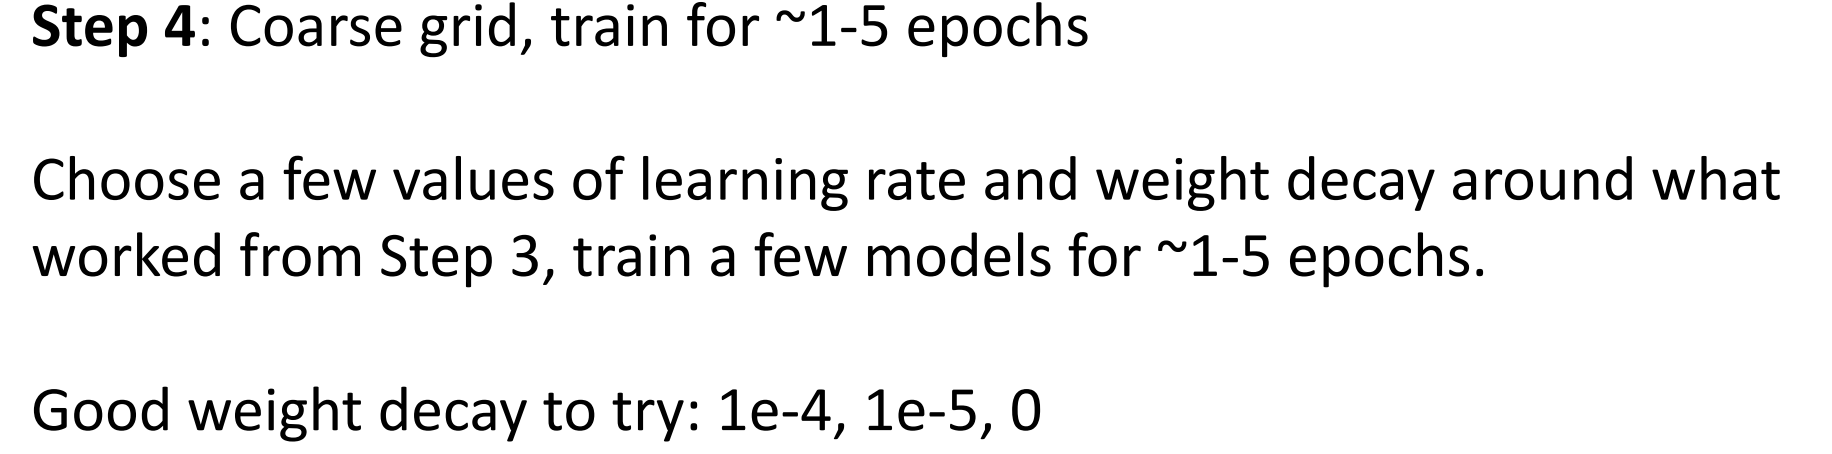 Step 4: Coarse grid, train for ~1-5 epochs
Choose a few values of learning rate and weight decay around what
worked from Step 3, train a few models for ~1-5 epochs.
Good weight decay to try: 1e-4, 1e-5, 0